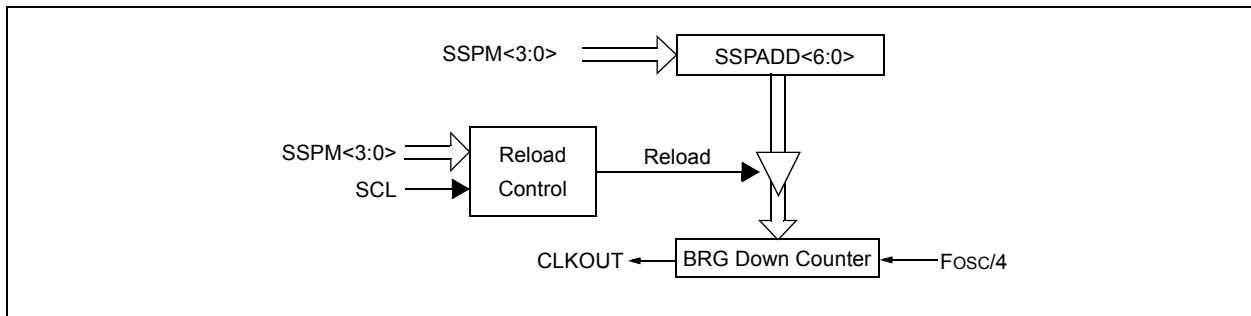 SSPM<3:0>
SSPADD<6:0>
SSPM<3:0>
SCL
Reload
Control
Reload
CLKOUT
BRG Down Counter
FOSC/4